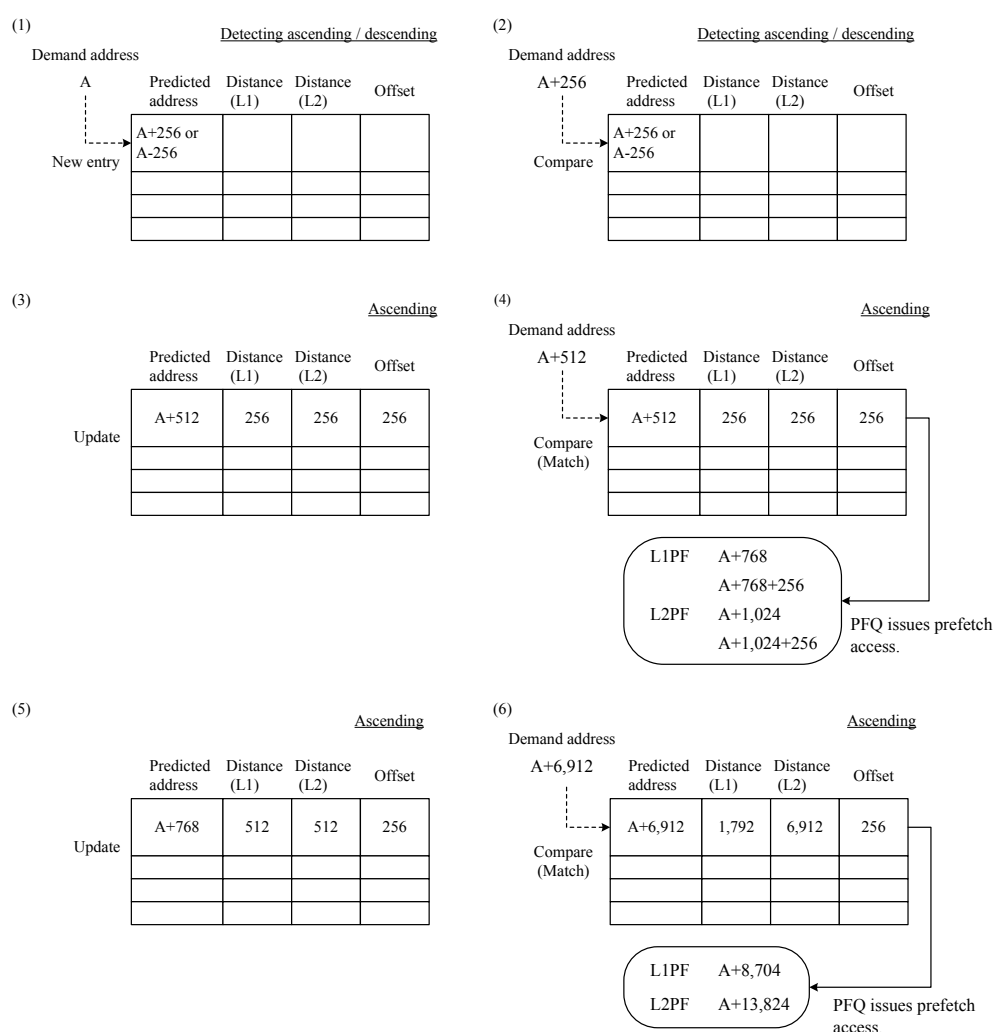 (1)
Detecting ascending / descending
Demand address
A
Predicted address
Distance (L1)
Distance (L2)
Offset
A+256 or
A-256
New entry
(2)
Detecting ascending / descending
Demand address
A+256
Predicted address
Distance (L1)
Distance (L2)
Offset
A+256 or
A-256
Compare
(3)
Ascending
Predicted address
Distance (L1)
Distance (L2)
Offset
A+512 256 256 256
Update
(4)
Ascending
Demand address
A+512
Predicted address
Distance (L1)
Distance (L2)
Offset
A+512 256 256 256
Compare
(Match)
L1PF A+768
A+768+256
L2PF A+1,024
A+1,024+256
PFQ issues prefetch
access.
(5)
Ascending
Predicted address
Distance (L1)
Distance (L2)
Offset
A+768 512 512 256
Update
(6)
Ascending
Demand address
A+6,912
Predicted address
Distance (L1)
Distance (L2)
Offset
A+6,912 1,792 6,912 256
Compare
(Match)
L1PF A+8,704
L2PF A+13,824
PFQ issues prefetch
access